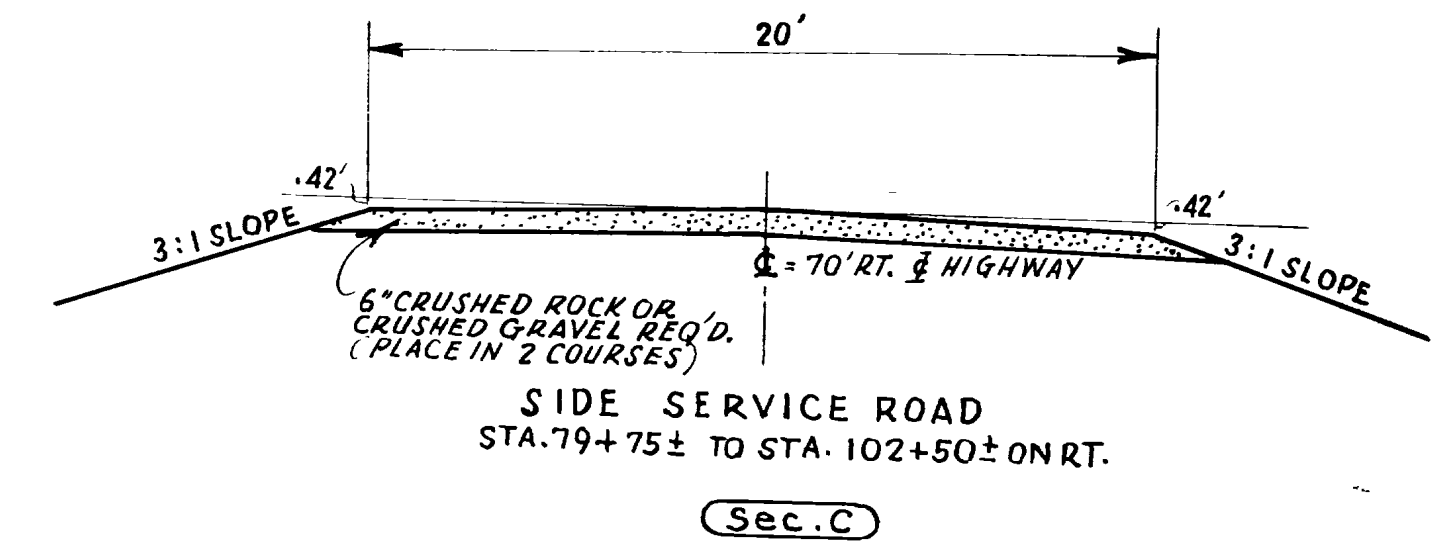 20'
.42'
.42'
3:1 SLOPE
3:1 SLOPE
℄ = 70' RT. ℄ HIGHWAY
6" CRUSHED ROCK OR
CRUSHED GRAVEL REQ'D.
(PLACE IN 2 COURSES)
SIDE SERVICE ROAD
STA. 79+75± TO STA. 102+50± ON RT.
Sec. C